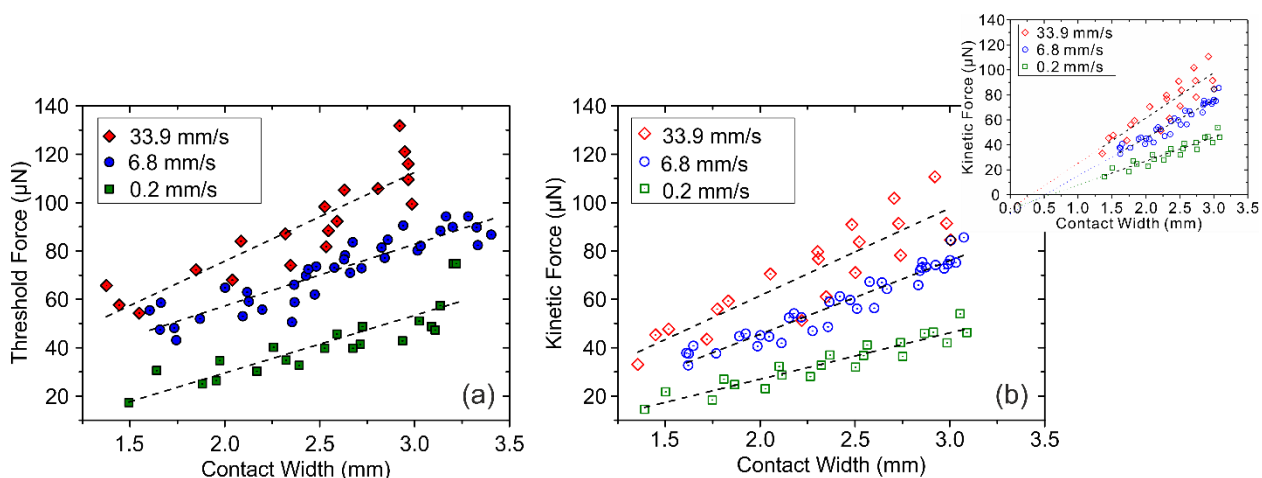 140
120
100
80
60
40
20
Threshold Force (µN)
33.9 mm/s
6.8 mm/s
0.2 mm/s
(a)
1.5 2.0 2.5 3.0 3.5
Contact Width (mm)
140
120
100
80
60
40
20
Kinetic Force (µN)
33.9 mm/s
6.8 mm/s
0.2 mm/s
(b)
1.5 2.0 2.5 3.0 3.5
Contact Width (mm)
140
120
100
80
60
40
20
0
Kinetic Force (µN)
33.9 mm/s
6.8 mm/s
0.2 mm/s
0.0 0.5 1.0 1.5 2.0 2.5 3.0 3.5
Contact Width (mm)